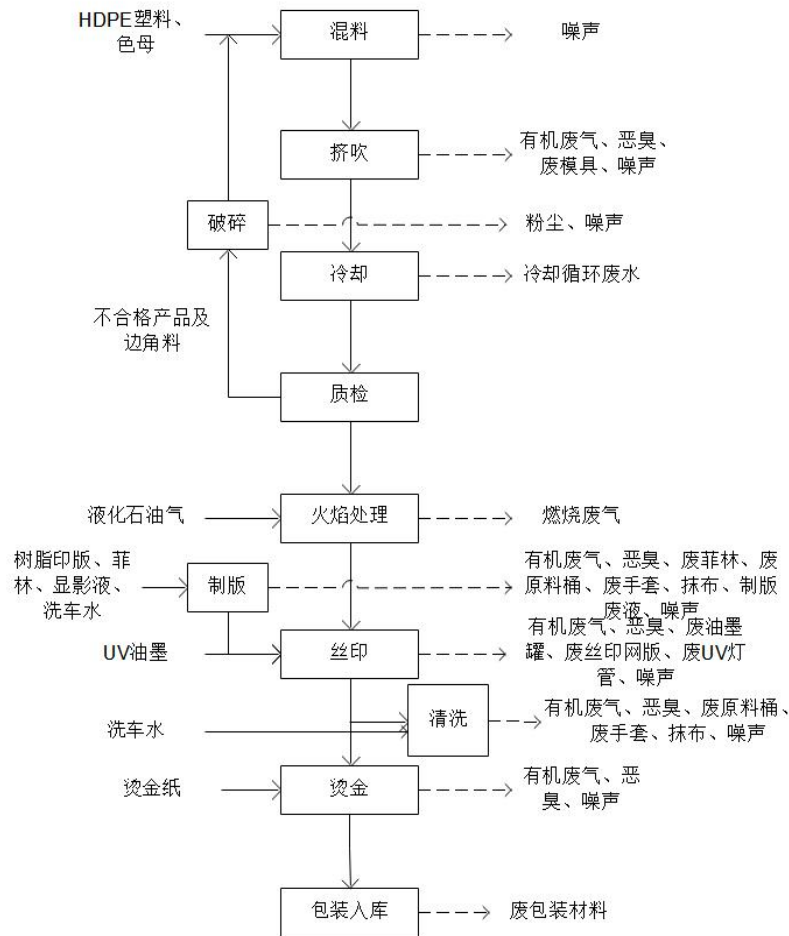 HDPE塑料、
色母
混料
噪声
挤吹
有机废气、恶臭、
废模具、噪声
破碎
粉尘、噪声
冷却
冷却循环废水
不合格产品及
边角料
质检
液化石油气
火焰处理
燃烧废气
树脂印版、菲
林、显影液、
洗车水
制版
有机废气、恶臭、废菲林、废
原料桶、废手套、抹布、制版
废液、噪声
UV油墨
丝印
有机废气、恶臭、废油墨
罐、废丝印网版、废UV灯
管、噪声
洗车水
清洗
有机废气、恶臭、废原料桶、
废手套、抹布、噪声
烫金纸
烫金
有机废气、恶
臭、噪声
包装入库
废包装材料